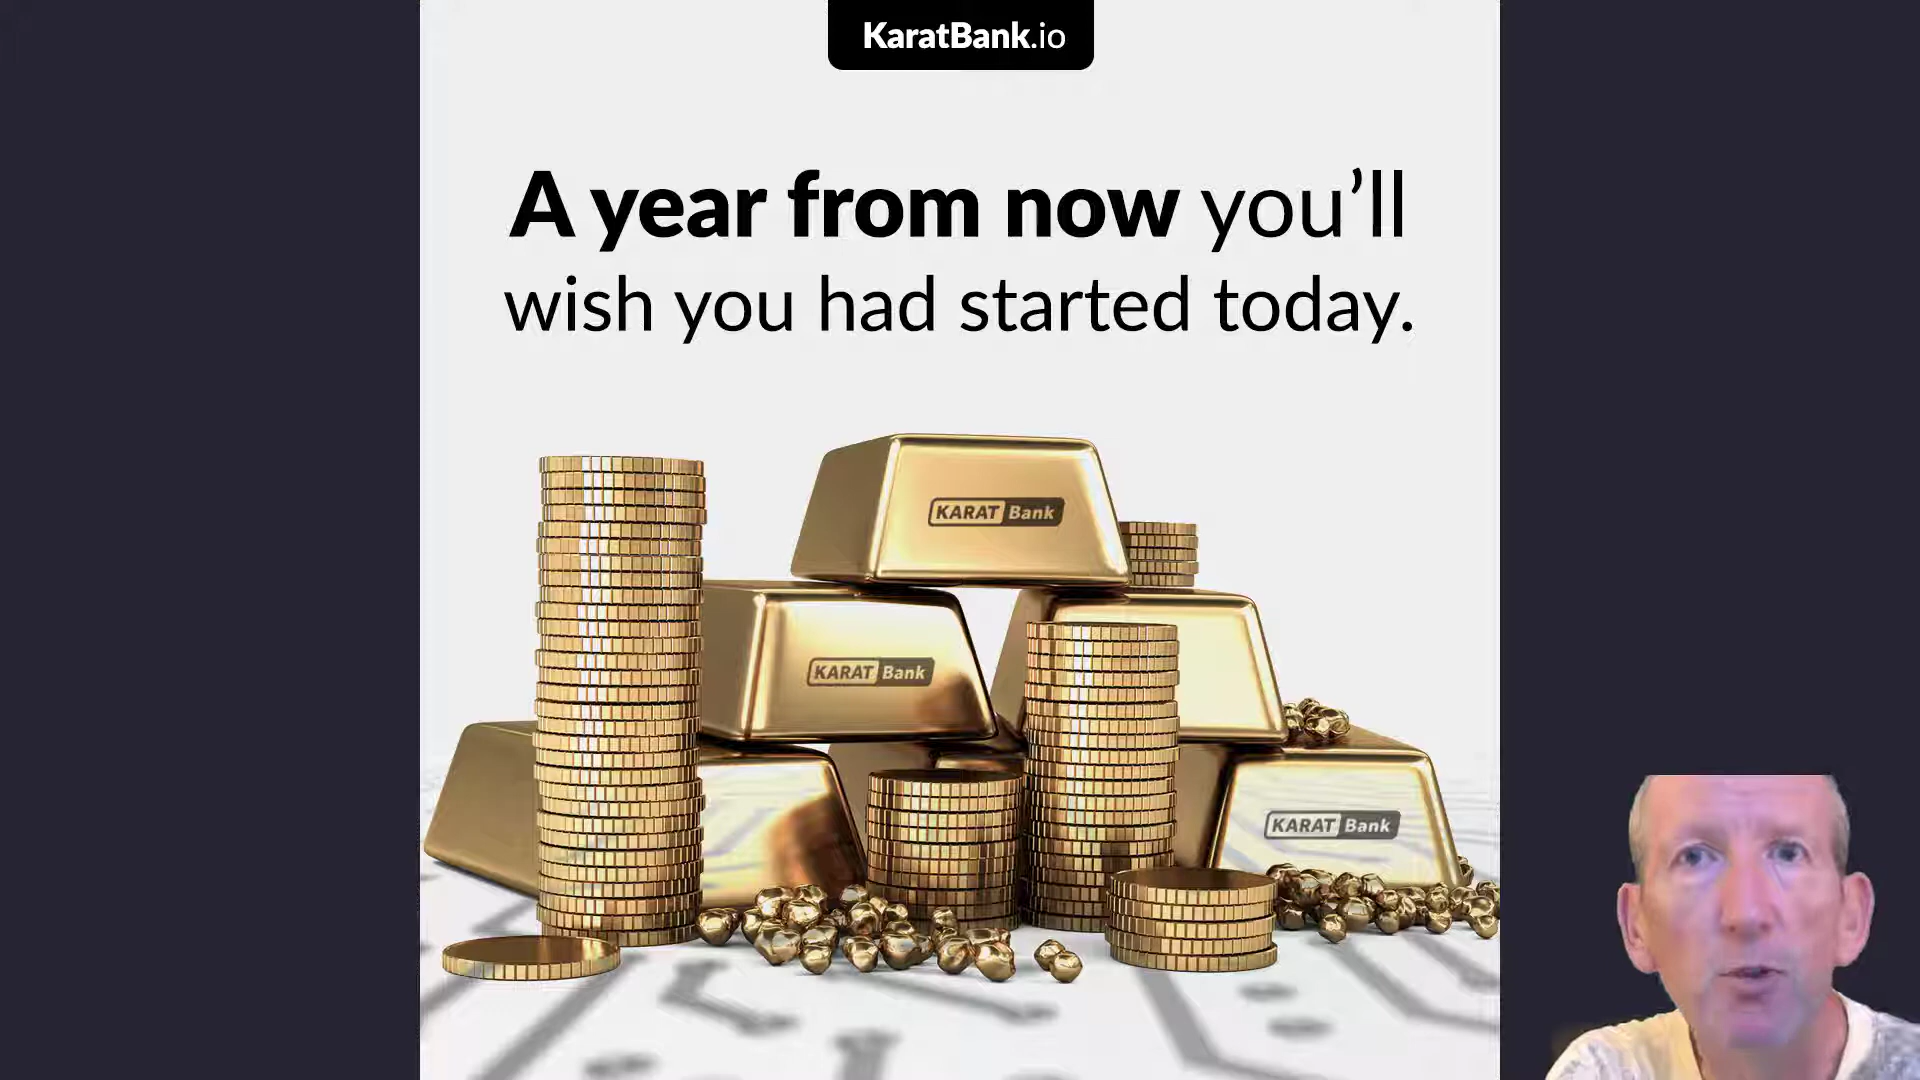 KaratBank.io
A year from now you’ll
wish you had started today.
KARAT Bank
KARAT Bank
KARAT Bank